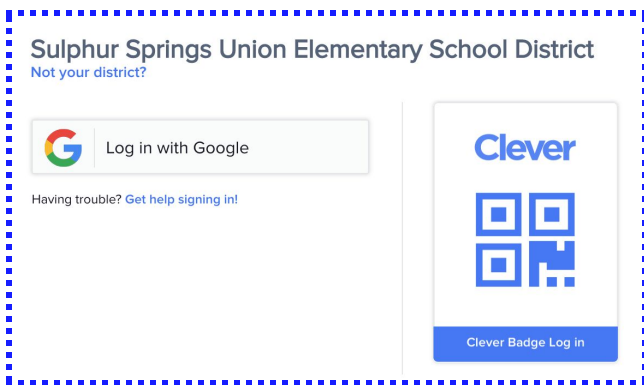 Sulphur Springs Union Elementary School District
Not your district?
Log in with Google
Having trouble? Get help signing in!
Clever
Clever Badge Log in